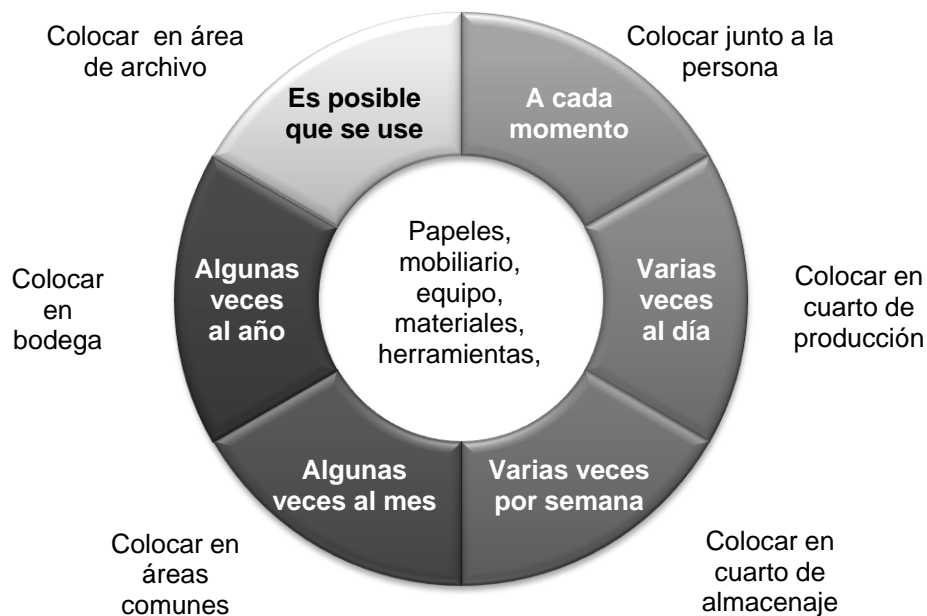 Colocar en área
de archivo
Colocar junto a la
persona
Es posible
que se use
A cada
momento
Papeles,
mobiliario,
equipo,
materiales,
herramientas,
Algunas
veces
al año
Varias
veces
al día
Colocar
en
bodega
Colocar en
cuarto de
producción
Algunas
veces al mes
Varias veces
por semana
Colocar en
áreas
comunes
Colocar en
cuarto de
almacenaje